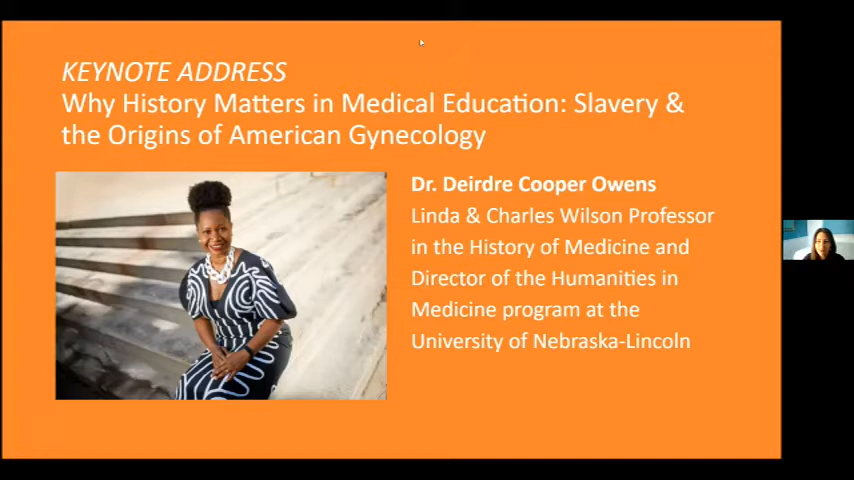 KEYNOTE ADDRESS
Why History Matters in Medical Education: Slavery &
the Origins of American Gynecology
Dr. Deirdre Cooper Owens
Linda & Charles Wilson Professor
in the History of Medicine and
Director of the Humanities in
Medicine program at the
University of Nebraska-Lincoln